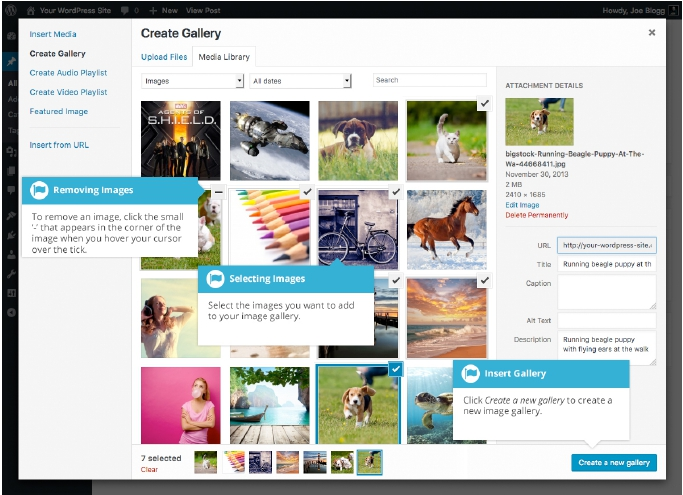 Your WordPress Site
0
New
View Post
Howdy, Joe Blogg
Insert Media
Create Gallery
Create Audio Playlist
Create Video Playlist
Featured Image
Insert from URL
Create Gallery
Upload Files
Media Library
Images
All dates
Search
ATTACHMENT DETAILS
bigstock-Running-Beagle-Puppy-At-The-
Wa-44668411.jpg
November 30, 2013
2 MB
2410 × 1685
Edit Image
Delete Permanently
URL
http://your-wordpress-site.
Title
Running beagle puppy at th
Caption
Alt Text
Description
Running beagle puppy
with flying ears at the walk
MARVEL
AGENTS OF
S.H.I.E.L.D.
Removing Images
To remove an image, click the small
'-' that appears in the corner of the
image when you hover your cursor
over the tick.
Selecting Images
Select the images you want to add
to your image gallery.
Insert Gallery
Click Create a new gallery to create a
new image gallery.
7 selected
Clear
Create a new gallery
All
Ad
Ca
Tag